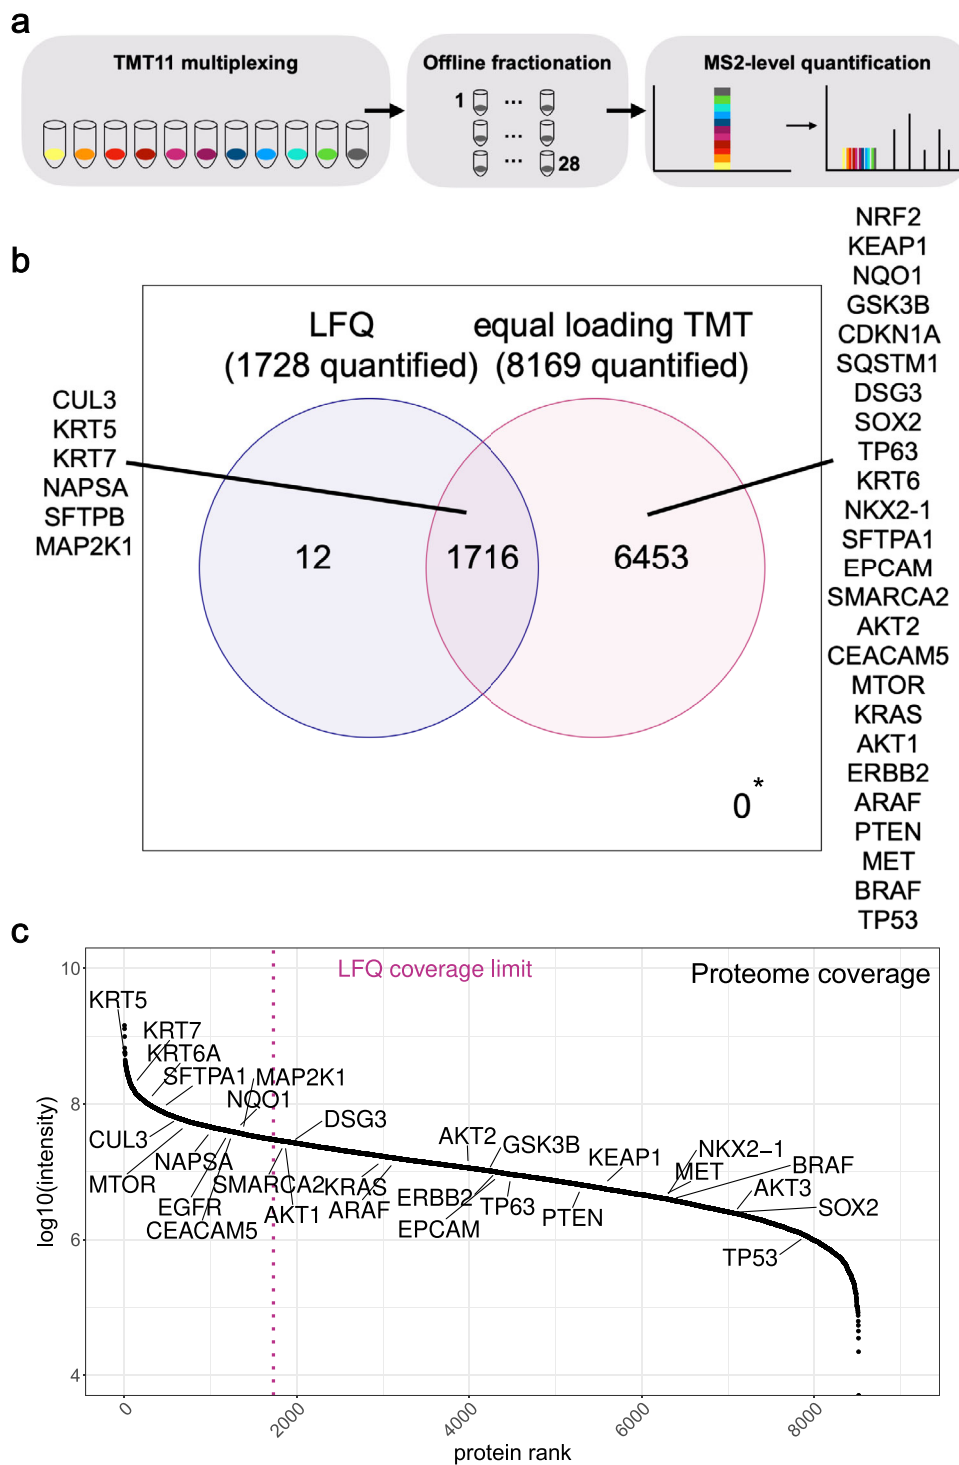 a
TMT11 multiplexing
Offline fractionation
MS2-level quantification
1
...
...
...
28
b
LFQ
(1728 quantified)
equal loading TMT
(8169 quantified)
CUL3
KRT5
KRT7
NAPSA
SFTPB
MAP2K1
12
1716
6453
0*
NRF2
KEAP1
NQO1
GSK3B
CDKN1A
SQSTM1
DSG3
SOX2
TP63
KRT6
NKX2-1
SFTPA1
EPCAM
SMARCA2
AKT2
CEACAM5
MTOR
KRAS
AKT1
ERBB2
ARAF
PTEN
MET
BRAF
TP53
c
LFQ coverage limit
Proteome coverage
log10(intensity)
10
8
6
4
KRT5
KRT7
KRT6A
SFTPA1
MAP2K1
NQO1
DSG3
CUL3
MTOR
NAPSA
EGFR
CEACAM5
SMARCA2
AKT1
KRAS
ARAF
AKT2
GSK3B
ERBB2
EPCAM
TP63
PTEN
KEAP1
NKX2−1
MET
BRAF
AKT3
SOX2
TP53
0
2000
4000
6000
8000
protein rank